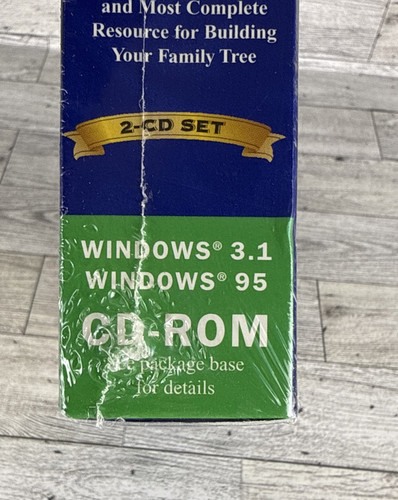 and Most Complete
Resource for Building
Your Family Tree
2-CD SET
WINDOWS® 3.1
WINDOWS® 95
CD-ROM
package base
for details